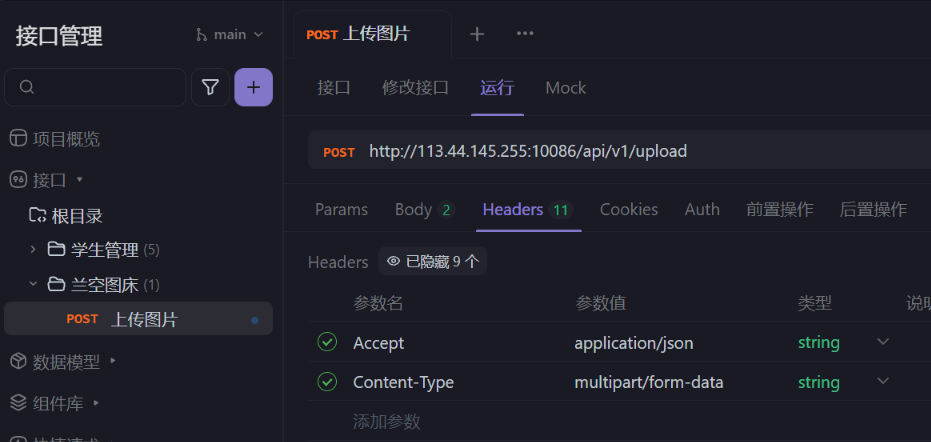 接口管理
main
POST 上传图片
接口 修改接口 运行 Mock
POST http://113.44.145.255:10086/api/v1/upload
项目概览
接口
根目录
学生管理 (5)
兰空图床 (1)
POST 上传图片
数据模型
组件库
Params Body 2 Headers 11 Cookies Auth 前置操作 后置操作
Headers 已隐藏 9 个
参数名 参数值 类型
Accept application/json string
Content-Type multipart/form-data string
添加参数